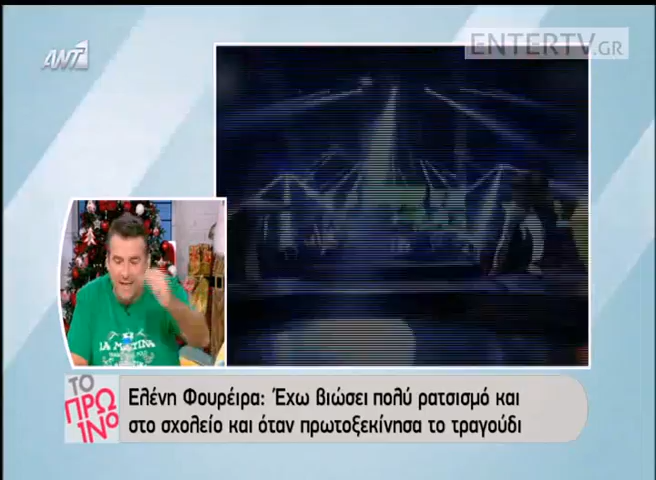 ENTERTV.GR
ANT1
LA MARTINA
ΤΟ
ΠΡΩ
ΙΝΟ
Ελένη Φουρέιρα: Έχω βιώσει πολύ ρατσισμό και
στο σχολείο και όταν πρωτοξεκίνησα το τραγούδι